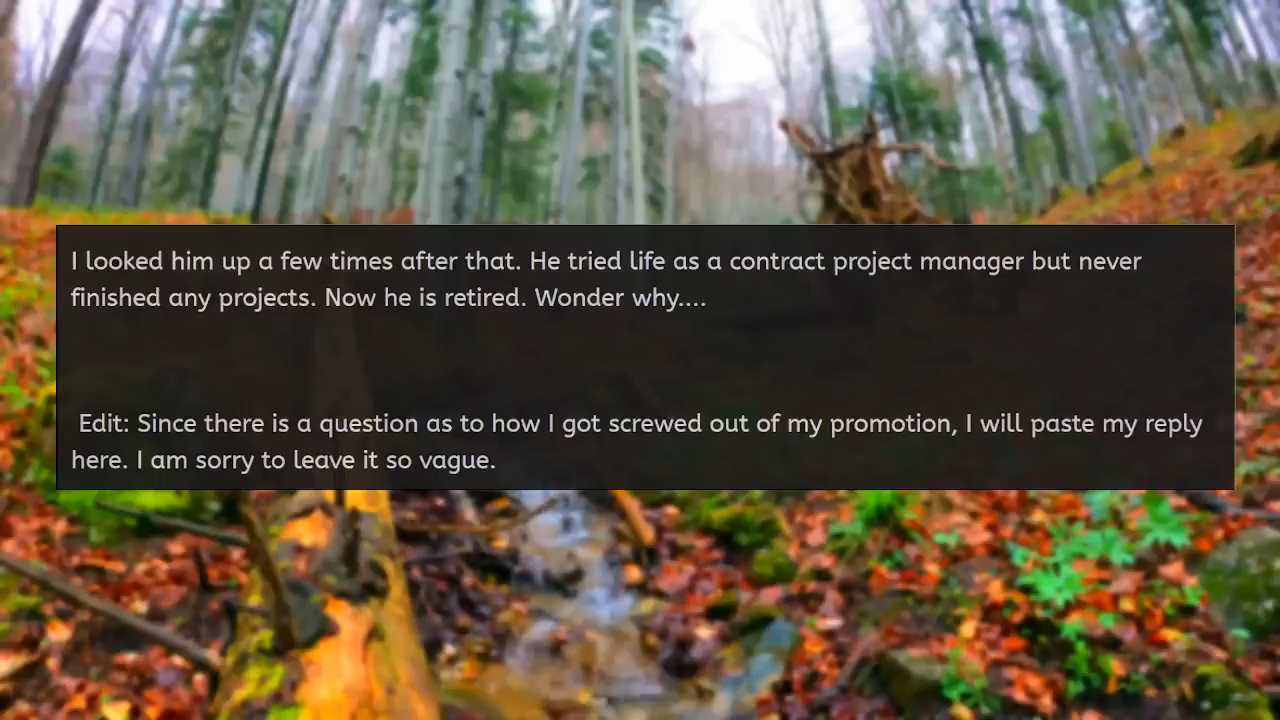 I looked him up a few times after that. He tried life as a contract project manager but never
finished any projects. Now he is retired. Wonder why....
Edit: Since there is a question as to how I got screwed out of my promotion, I will paste my reply
here. I am sorry to leave it so vague.